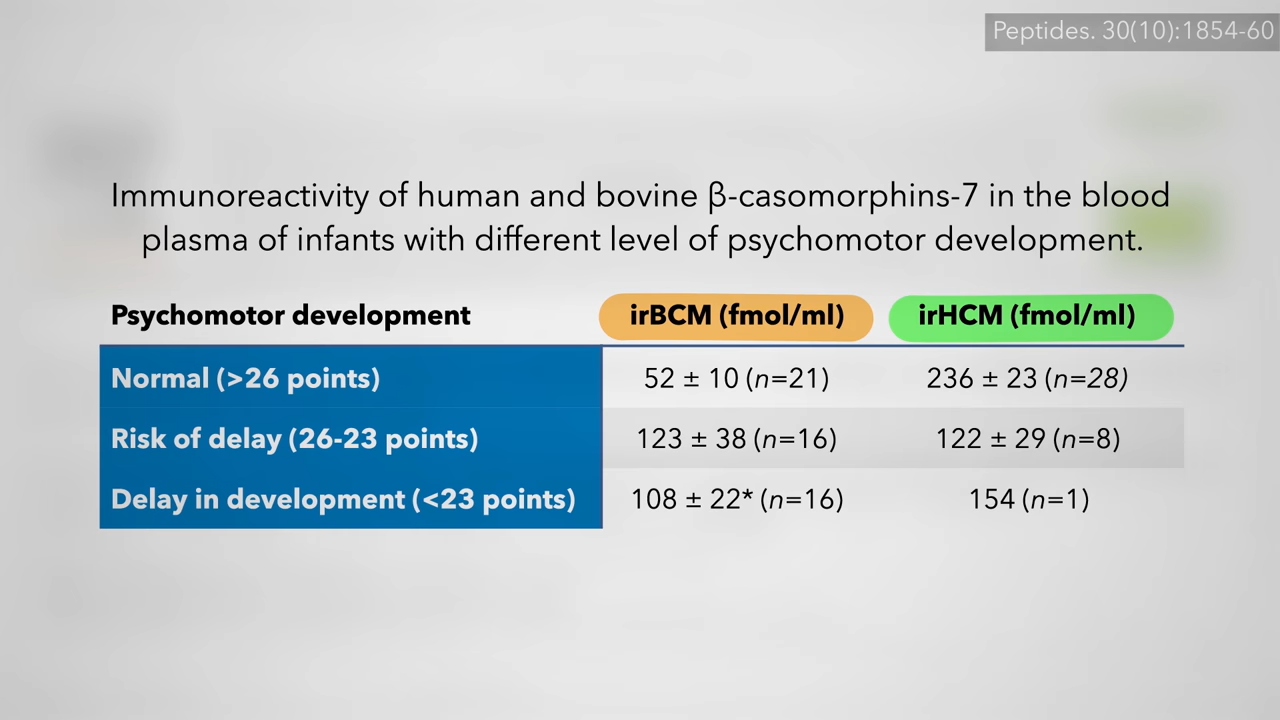 Peptides. 30(10):1854-60
Immunoreactivity of human and bovine β-casomorphins-7 in the blood
plasma of infants with different level of psychomotor development.
Psychomotor development irBCM (fmol/ml) irHCM (fmol/ml)
Normal (>26 points) 52 ± 10 (n=21) 236 ± 23 (n=28)
Risk of delay (26-23 points) 123 ± 38 (n=16) 122 ± 29 (n=8)
Delay in development (<23 points) 108 ± 22* (n=16) 154 (n=1)